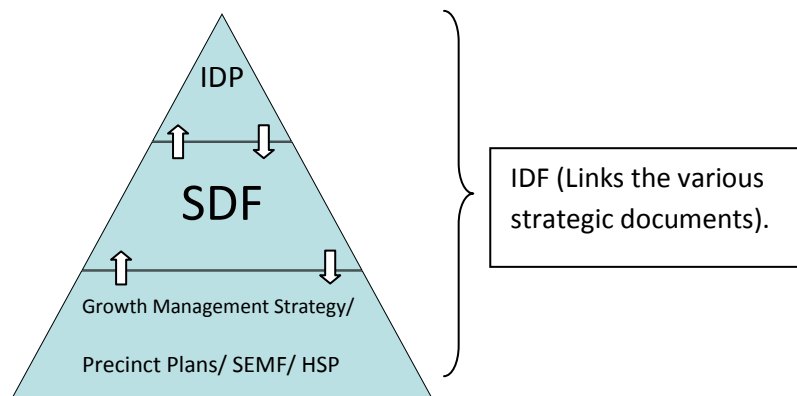 IDP
SDF
Growth Management Strategy/
Precinct Plans/ SEMF/ HSP
IDF (Links the various
strategic documents).